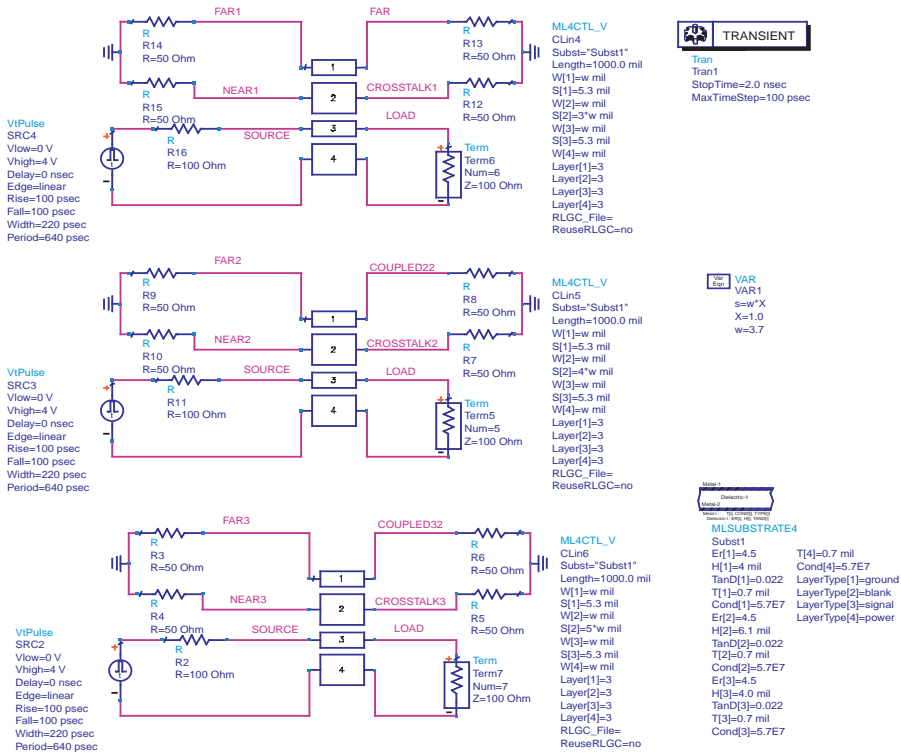 FAR1
FAR
R
R14
R=50 Ohm
R
R13
R=50 Ohm
1
R
R15
R=50 Ohm
NEAR1
2
CROSSTALK1
R
R12
R=50 Ohm
VtPulse
SRC4
Vlow=0 V
Vhigh=4 V
Delay=0 nsec
Edge=linear
Rise=100 psec
Fall=100 psec
Width=220 psec
Period=640 psec
R
R16
R=100 Ohm
SOURCE
3
4
LOAD
Term
Term6
Num=6
Z=100 Ohm
ML4CTL_V
CLin4
Subst="Subst1"
Length=1000.0 mil
W[1]=w mil
S[1]=5.3 mil
W[2]=w mil
S[2]=3*w mil
W[3]=w mil
S[3]=5.3 mil
W[4]=w mil
Layer[1]=3
Layer[2]=3
Layer[3]=3
Layer[4]=3
RLGC_File=
ReuseRLGC=no
TRANSIENT
Tran
Tran1
StopTime=2.0 nsec
MaxTimeStep=100 psec
FAR2
COUPLED22
R
R9
R=50 Ohm
R
R8
R=50 Ohm
1
R
R10
R=50 Ohm
NEAR2
2
CROSSTALK2
R
R7
R=50 Ohm
VtPulse
SRC3
Vlow=0 V
Vhigh=4 V
Delay=0 nsec
Edge=linear
Rise=100 psec
Fall=100 psec
Width=220 psec
Period=640 psec
R
R11
R=100 Ohm
SOURCE
3
4
LOAD
Term
Term5
Num=5
Z=100 Ohm
ML4CTL_V
CLin5
Subst="Subst1"
Length=1000.0 mil
W[1]=w mil
S[1]=5.3 mil
W[2]=w mil
S[2]=4*w mil
W[3]=w mil
S[3]=5.3 mil
W[4]=w mil
Layer[1]=3
Layer[2]=3
Layer[3]=3
Layer[4]=3
RLGC_File=
ReuseRLGC=no
Var
Eqn
VAR
VAR1
s=w*X
X=1.0
w=3.7
FAR3
COUPLED32
R
R3
R=50 Ohm
R
R6
R=50 Ohm
1
R
R4
R=50 Ohm
NEAR3
2
CROSSTALK3
R
R5
R=50 Ohm
VtPulse
SRC2
Vlow=0 V
Vhigh=4 V
Delay=0 nsec
Edge=linear
Rise=100 psec
Fall=100 psec
Width=220 psec
Period=640 psec
R
R2
R=100 Ohm
SOURCE
3
4
LOAD
Term
Term7
Num=7
Z=100 Ohm
ML4CTL_V
CLin6
Subst="Subst1"
Length=1000.0 mil
W[1]=w mil
S[1]=5.3 mil
W[2]=w mil
S[2]=5*w mil
W[3]=w mil
S[3]=5.3 mil
W[4]=w mil
Layer[1]=3
Layer[2]=3
Layer[3]=3
Layer[4]=3
RLGC_File=
ReuseRLGC=no
Metal-1
Dielectric-1
Metal-2
MLSUBSTRATE4
Subst1
Er[1]=4.5
H[1]=4 mil
TanD[1]=0.022
T[1]=0.7 mil
Cond[1]=5.7E7
Er[2]=4.5
H[2]=6.1 mil
TanD[2]=0.022
T[2]=0.7 mil
Cond[2]=5.7E7
Er[3]=4.5
H[3]=4.0 mil
TanD[3]=0.022
T[3]=0.7 mil
Cond[3]=5.7E7
T[4]=0.7 mil
Cond[4]=5.7E7
LayerType[1]=ground
LayerType[2]=blank
LayerType[3]=signal
LayerType[4]=power